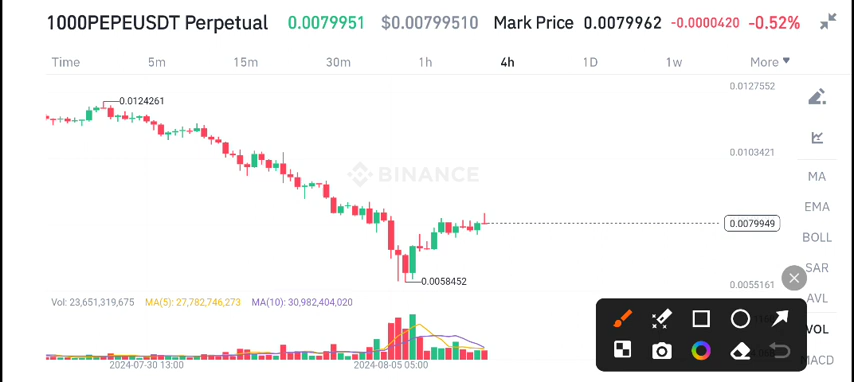 1000PEPEUSDT Perpetual 0.0079951 $0.00799510 Mark Price 0.0079962 -0.0000420 -0.52%
Time 5m 15m 30m 1h 4h 1D 1w More
0.0127552
0.0124261
0.0103421
BINANCE
MA
EMA
0.0079949
BOLL
SAR
0.0058452
0.0055161
AVL
Vol: 23,651,319,675 MA(5): 27,782,746,273 MA(10): 30,982,404,020
VOL
MACD
2024-07-30 13:00 2024-08-05 05:00